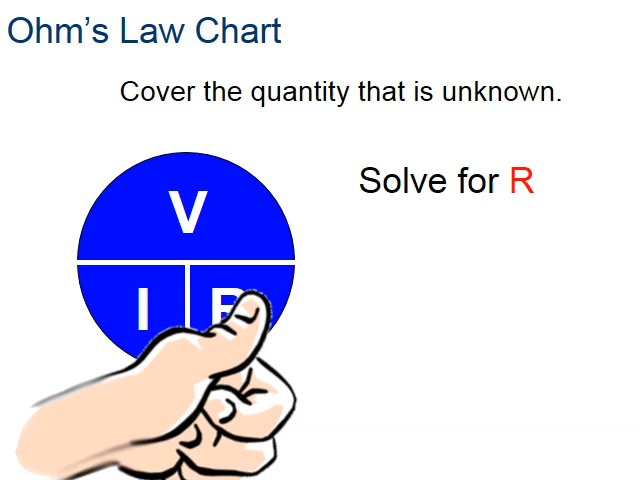 Ohm’s Law Chart
Cover the quantity that is unknown.
Solve for R
V
I R